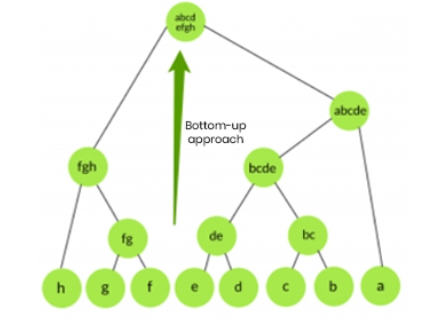 abcd
efgh
abcde
Bottom-up
approach
fgh
bcde
fg
de
bc
h
g
f
e
d
c
b
a